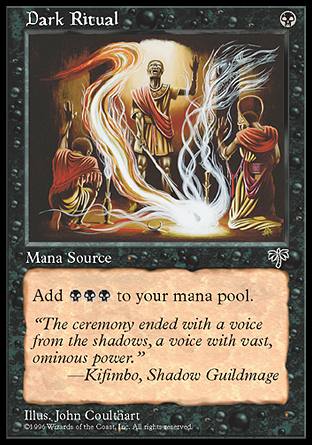 Dark Ritual
Mana Source
Add to your mana pool.
“The ceremony ended with a voice
from the shadows, a voice with vast,
ominous power.”
—Kifimbo, Shadow Guildmage
Illus. John Coulthart
©1996 Wizards of the Coast, Inc. All rights reserved.